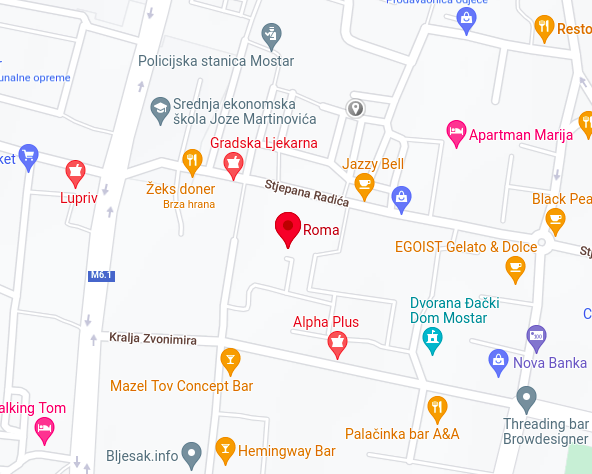 Prodavaonica odjeće
Resto
Policijska stanica Mostar
unalne opreme
Srednja ekonomska
škola Joze Martinovića
Gradska Ljekarna
Apartman Marija
ket
Jazzy Bell
Lupriv
Žeks doner
Brza hrana
Stjepana Radića
Black Pea
Roma
EGOIST Gelato & Dolce
Stj
M6.1
Dvorana Đački
Dom Mostar
Alpha Plus
C
Kralja Zvonimira
Nova Banka
Mazel Tov Concept Bar
alking Tom
Threading bar
Browdesigner
Palačinka bar A&A
Hemingway Bar
Bljesak.info